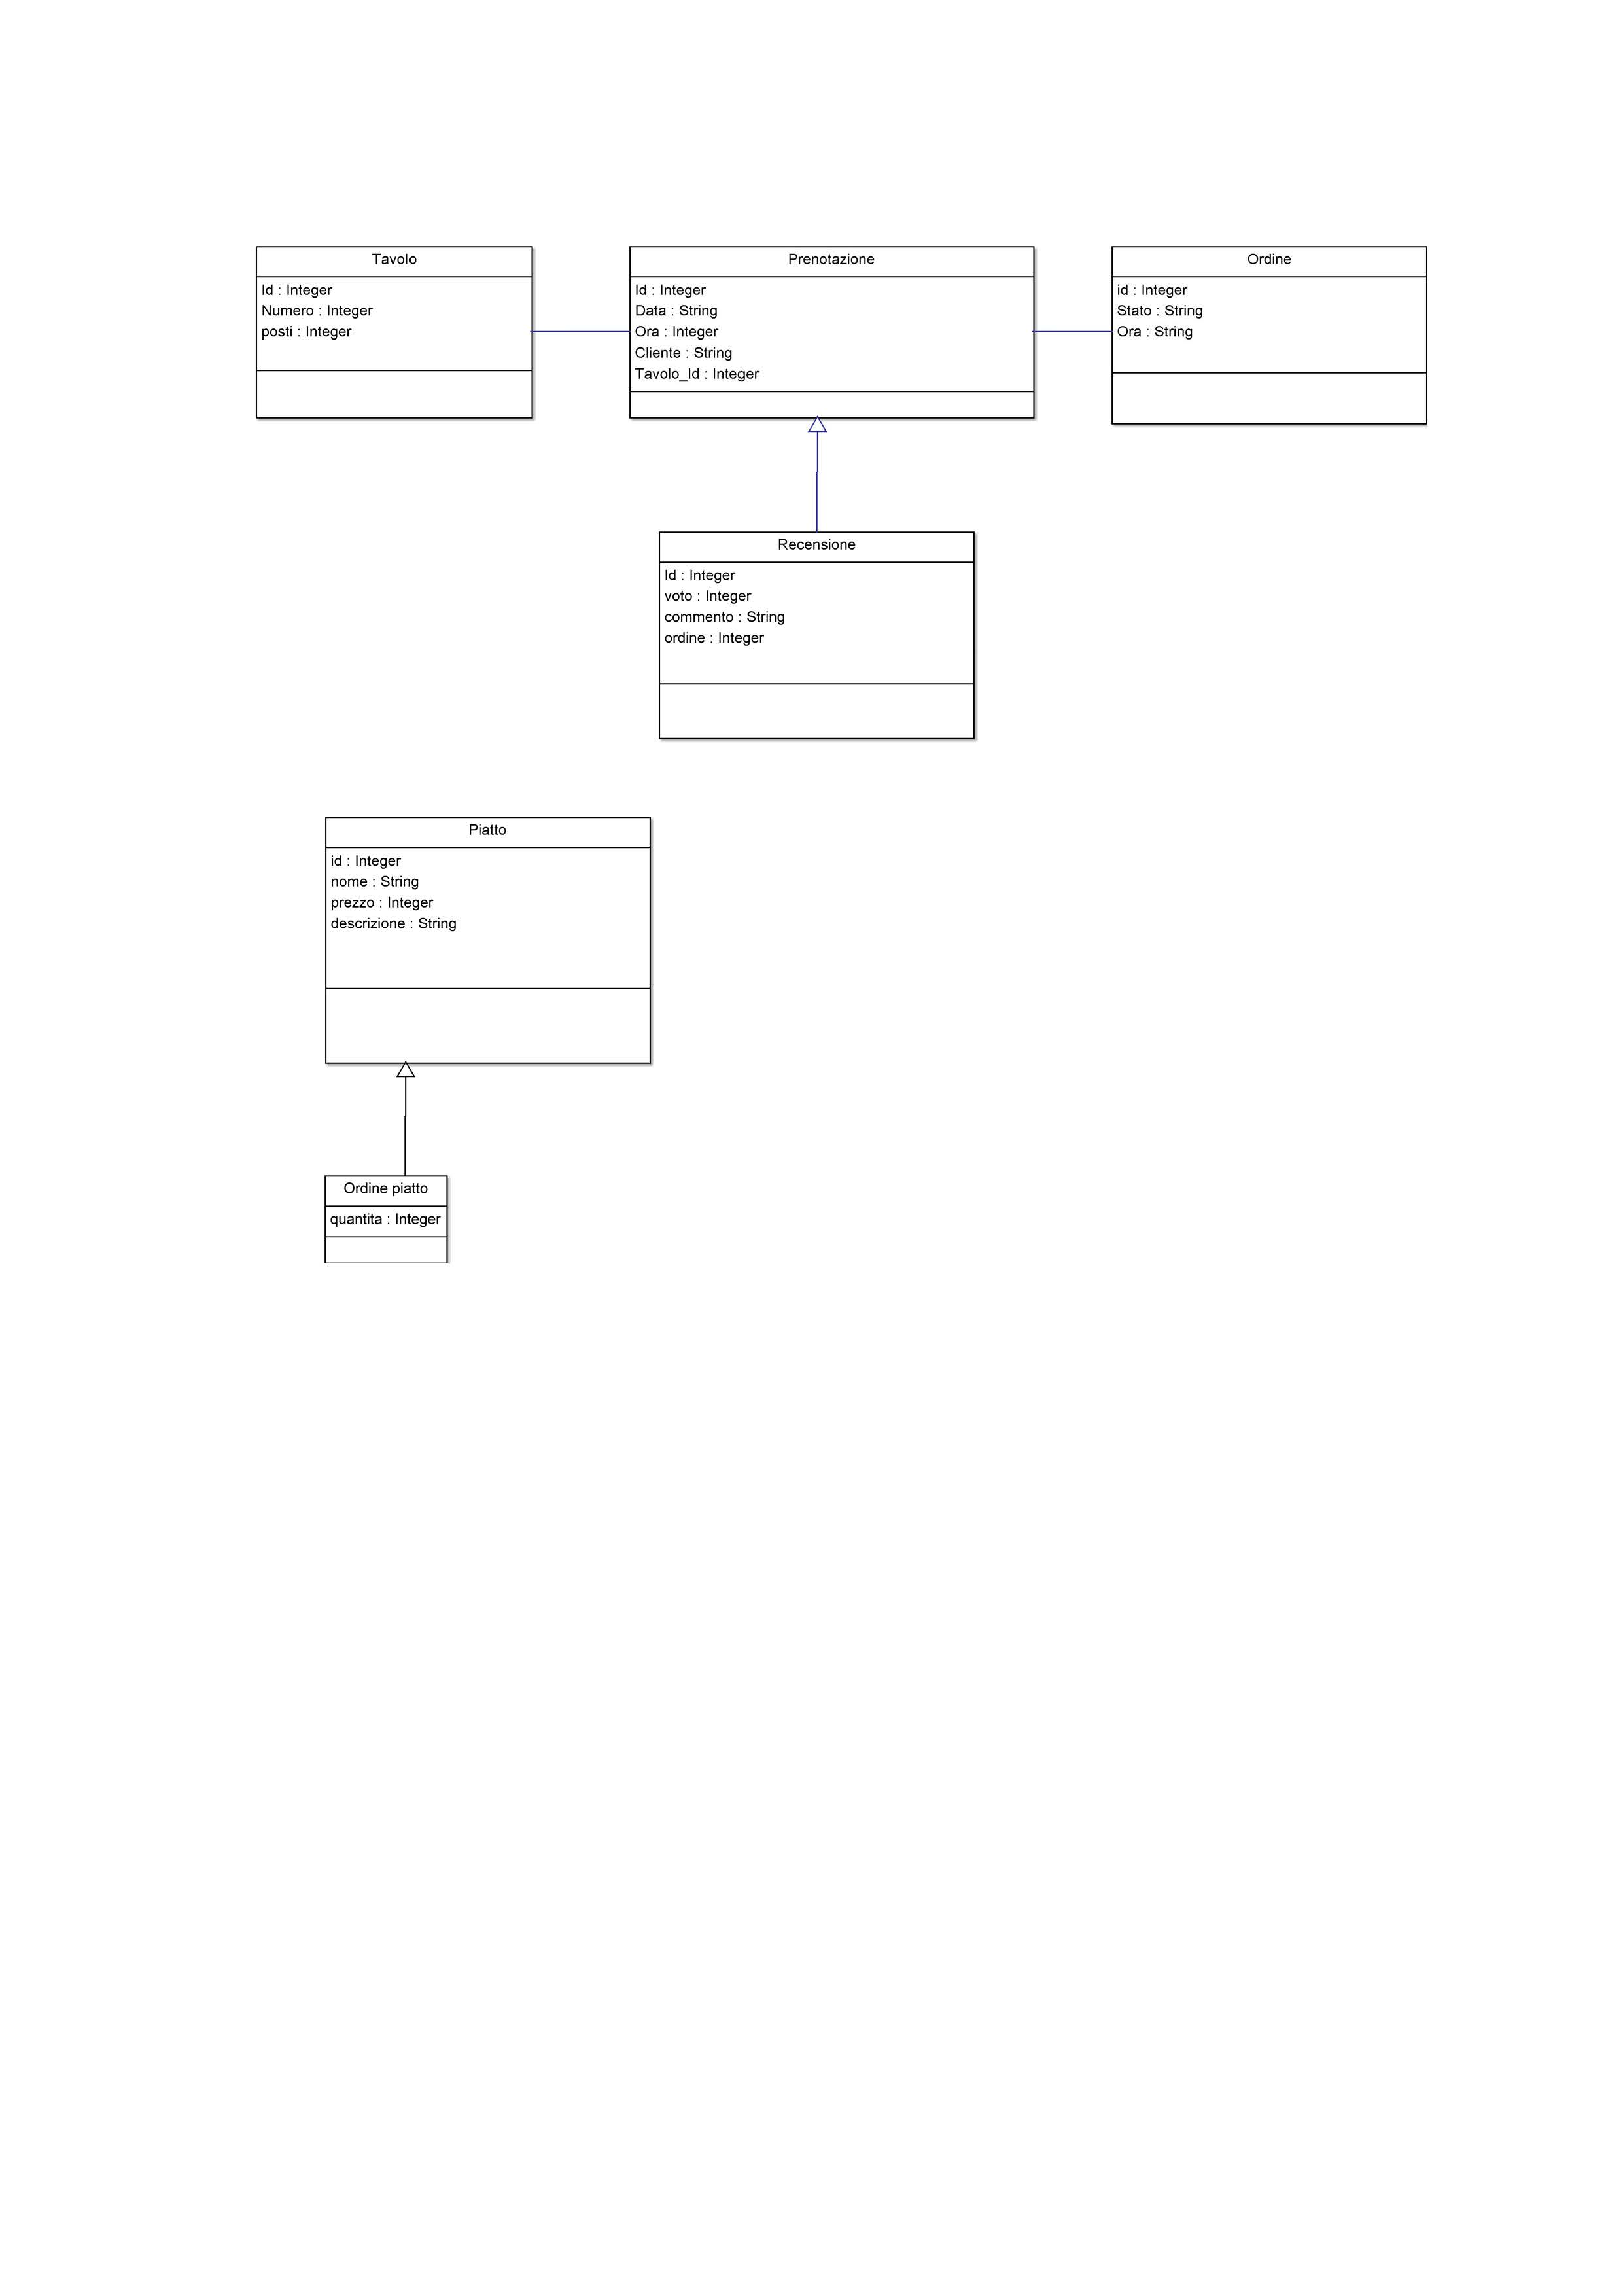 Tavolo
Id : Integer
Numero : Integer
posti : Integer
Prenotazione
Id : Integer
Data : String
Ora : Integer
Cliente : String
Tavolo_Id : Integer
Ordine
id : Integer
Stato : String
Ora : String
Recensione
Id : Integer
voto : Integer
commento : String
ordine : Integer
Piatto
id : Integer
nome : String
prezzo : Integer
descrizione : String
Ordine piatto
quantita : Integer